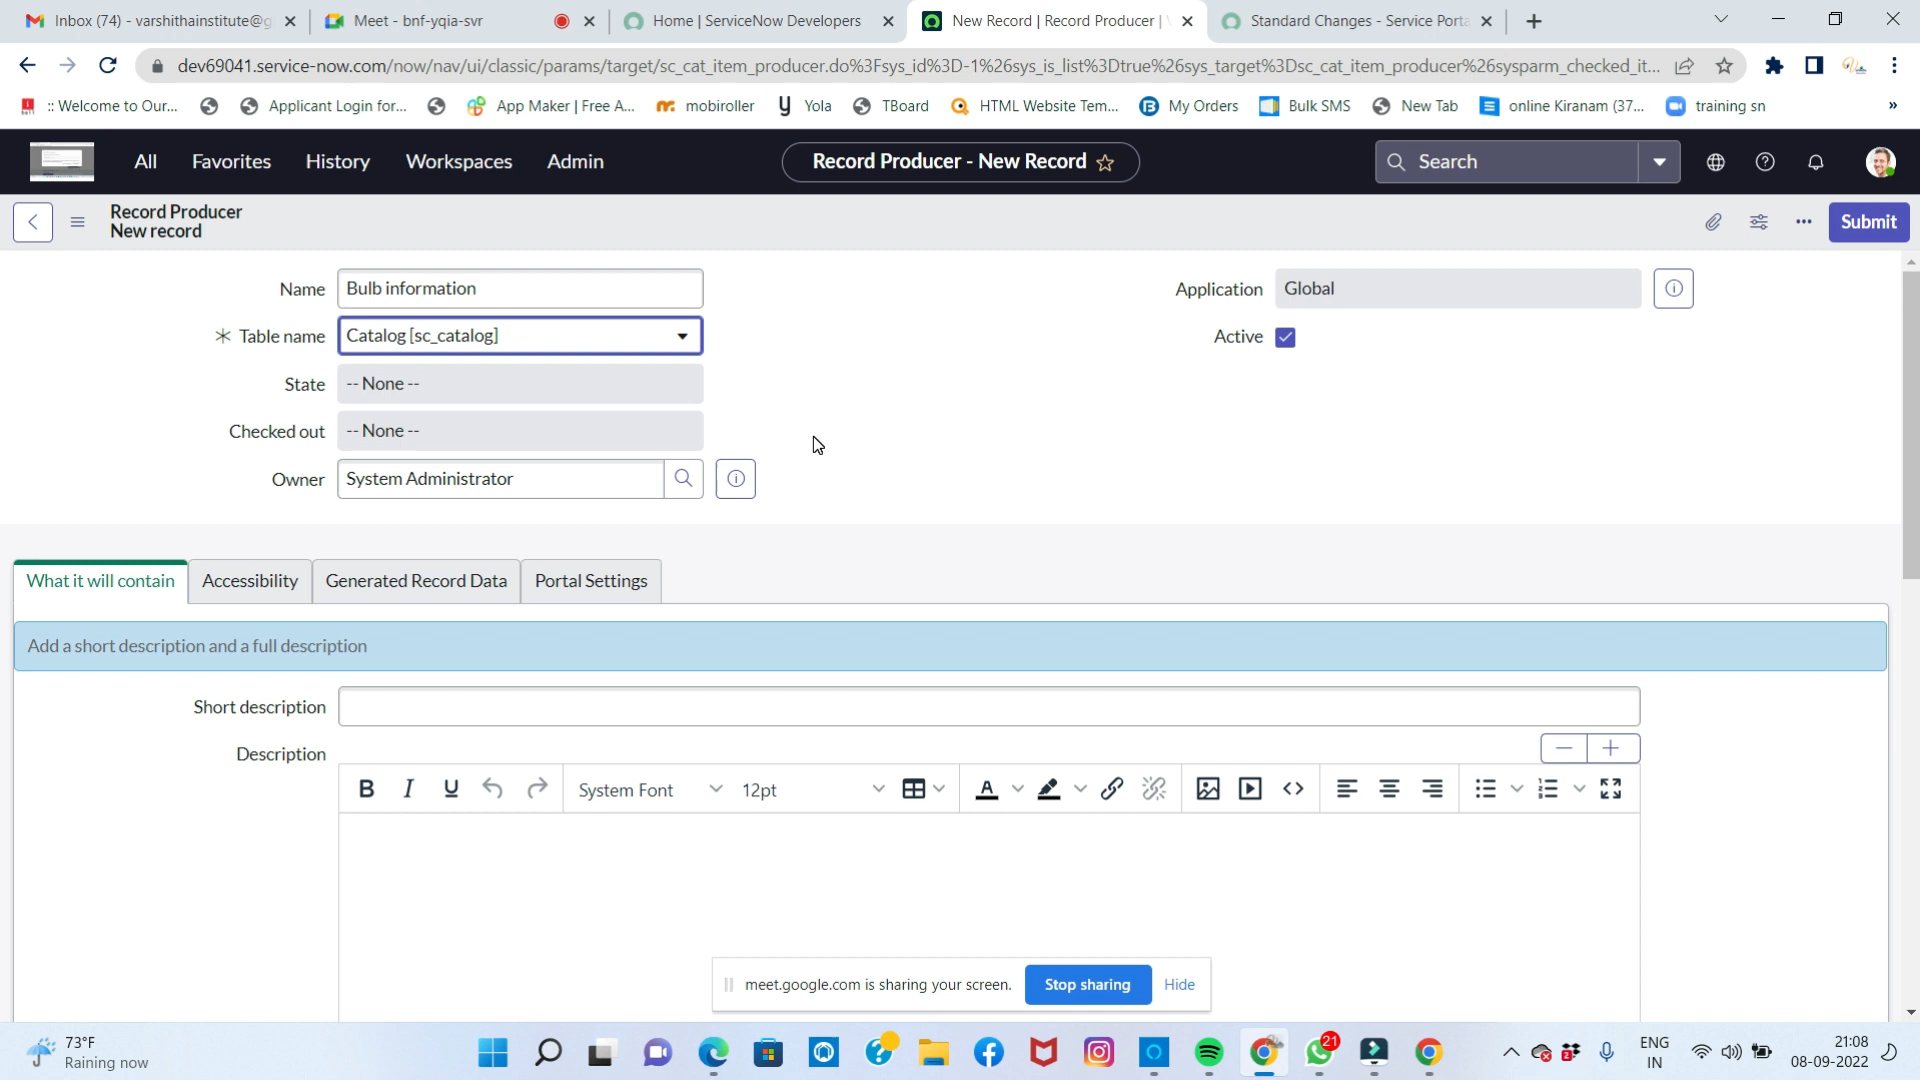 Inbox (74) - varshithainstitute@g
Meet - bnf-yqia-svr
Home | ServiceNow Developers
New Record | Record Producer |
Standard Changes - Service Porta
dev69041.service-now.com/now/nav/ui/classic/params/target/sc_cat_item_producer.do%3Fsys_id%3D-1%26sys_is_list%3Dtrue%26sys_target%3Dsc_cat_item_producer%26sysparm_checked_it...
:: Welcome to Our...
Applicant Login for...
App Maker | Free A...
mobiroller
Yola
TBoard
HTML Website Tem...
My Orders
Bulk SMS
New Tab
online Kiranam (37...
training sn
»
All
Favorites
History
Workspaces
Admin
Record Producer - New Record
Search
Record Producer
New record
Submit
Name
Bulb information
Application
Global
Table name
Catalog [sc_catalog]
Active
State
-- None --
Checked out
-- None --
Owner
System Administrator
What it will contain
Accessibility
Generated Record Data
Portal Settings
Add a short description and a full description
Short description
Description
B I U
System Font
12pt
A
meet.google.com is sharing your screen.
Stop sharing
Hide
73°F
Raining now
21
ENG
IN
21:08
08-09-2022